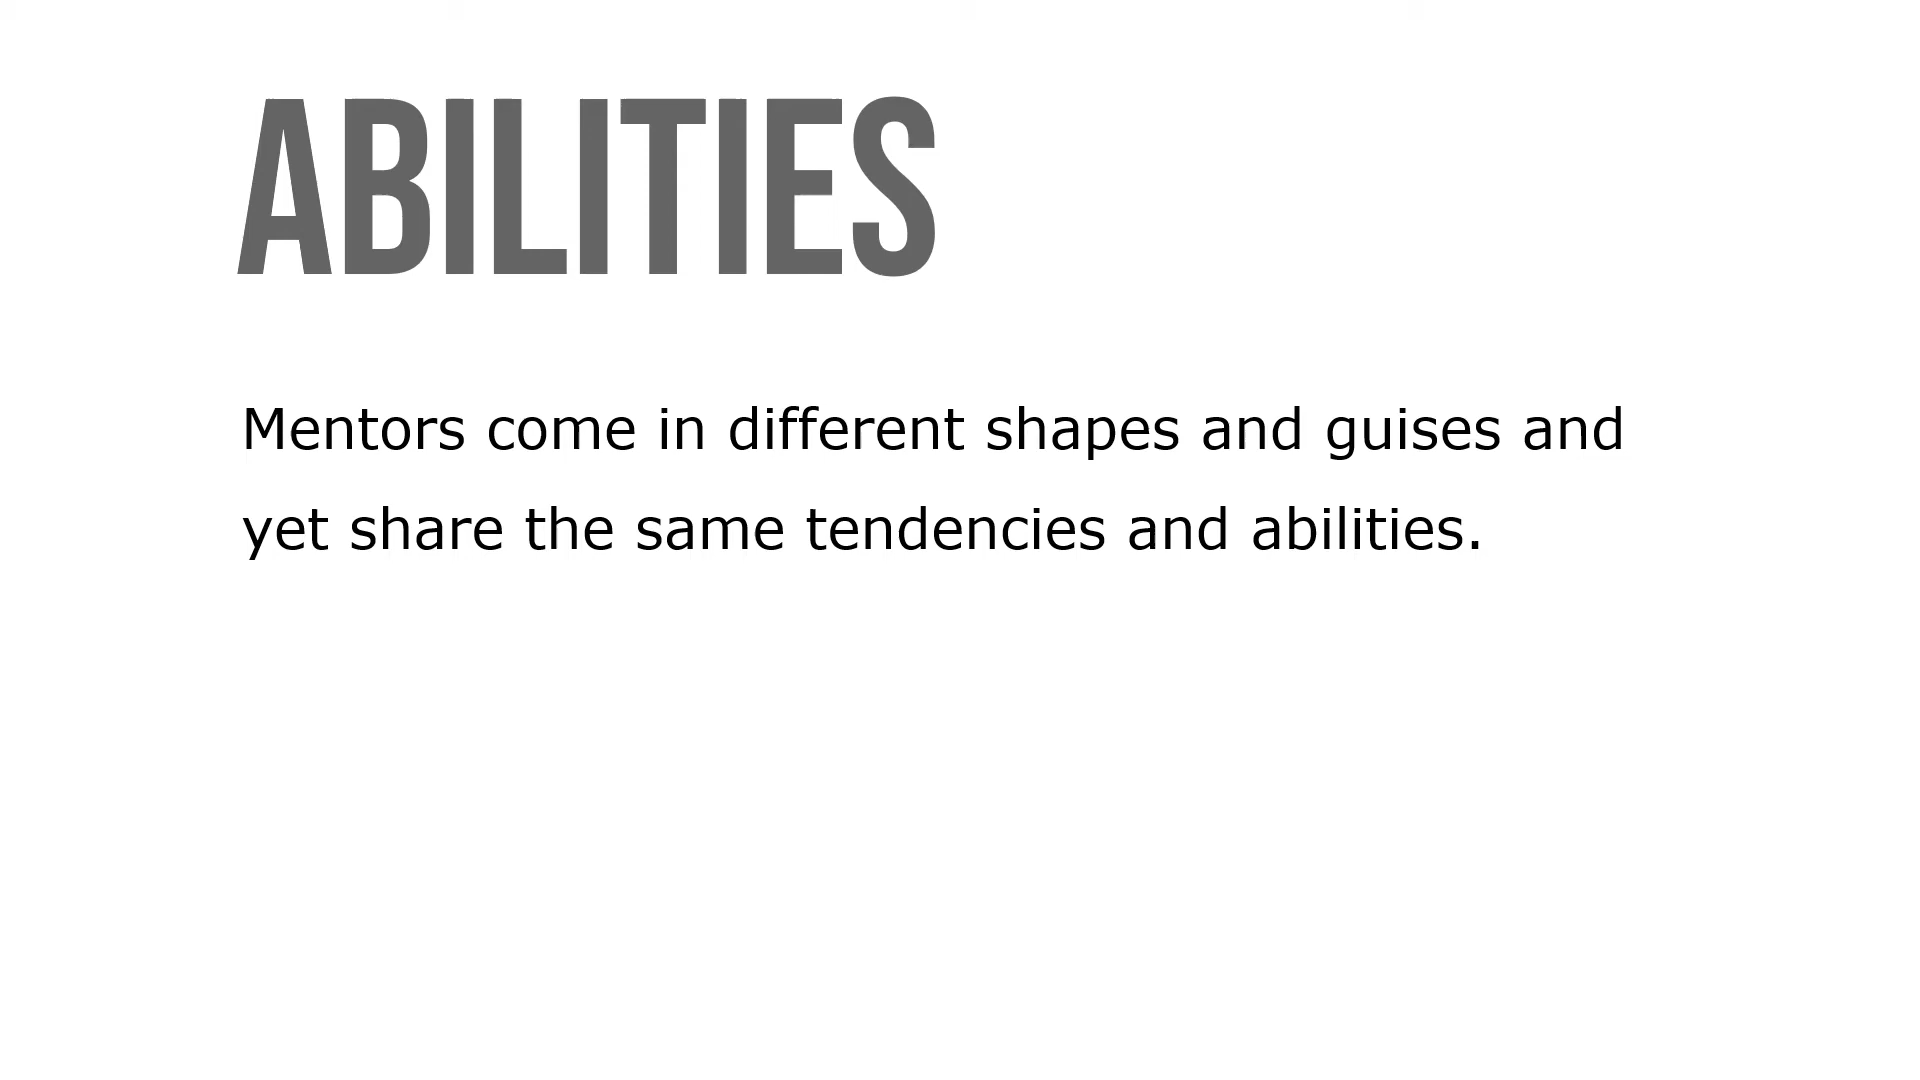 ABILITIES
Mentors come in different shapes and guises and
yet share the same tendencies and abilities.